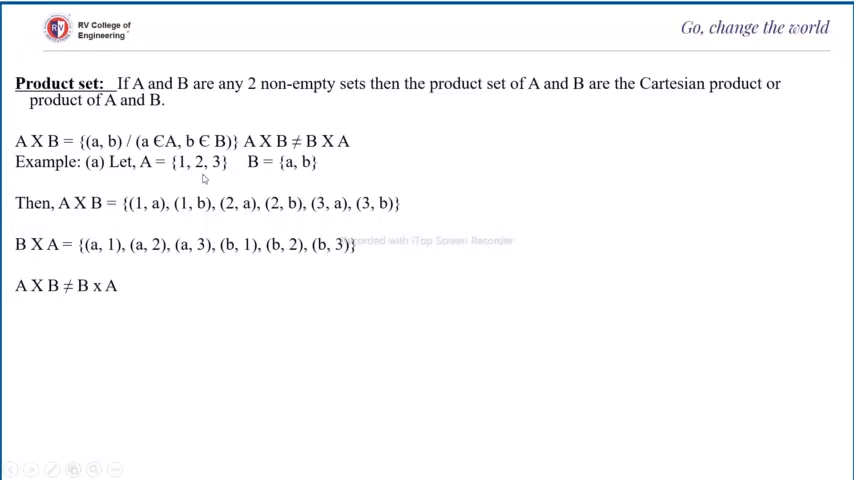 RV College of
Engineering
Go, change the world
Product set: If A and B are any 2 non-empty sets then the product set of A and B are the Cartesian product or
product of A and B.
A X B = {(a, b) / (a ЄA, b Є B)} A X B ≠ B X A
Example: (a) Let, A = {1, 2, 3} B = {a, b}
Then, A X B = {(1, a), (1, b), (2, a), (2, b), (3, a), (3, b)}
B X A = {(a, 1), (a, 2), (a, 3), (b, 1), (b, 2), (b, 3)}
Recorded with iTop Screen Recorder
A X B ≠ B x A